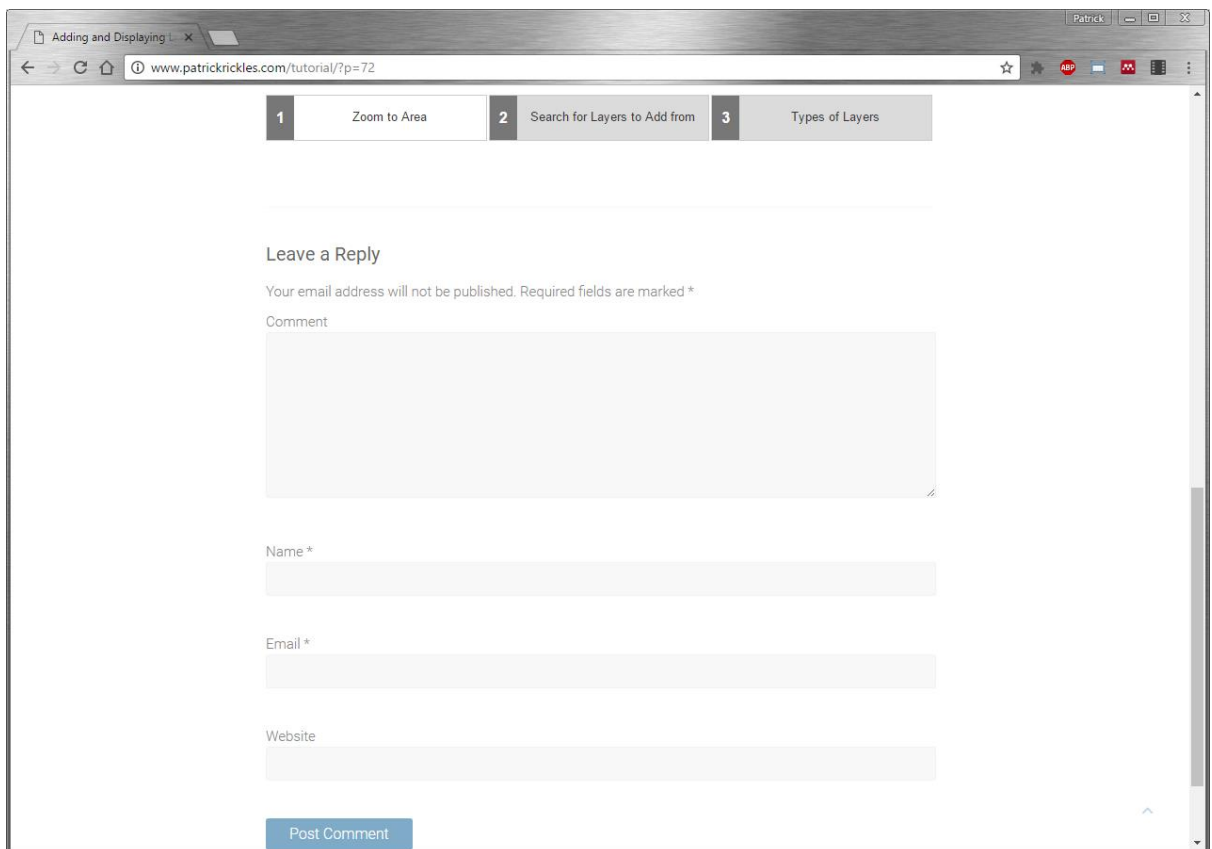 Patrick
Adding and Displaying L
www.patrickrickles.com/tutorial/?p=72
ABP
1 Zoom to Area 2 Search for Layers to Add from 3 Types of Layers
Leave a Reply
Your email address will not be published. Required fields are marked *
Comment
Name *
Email *
Website
Post Comment